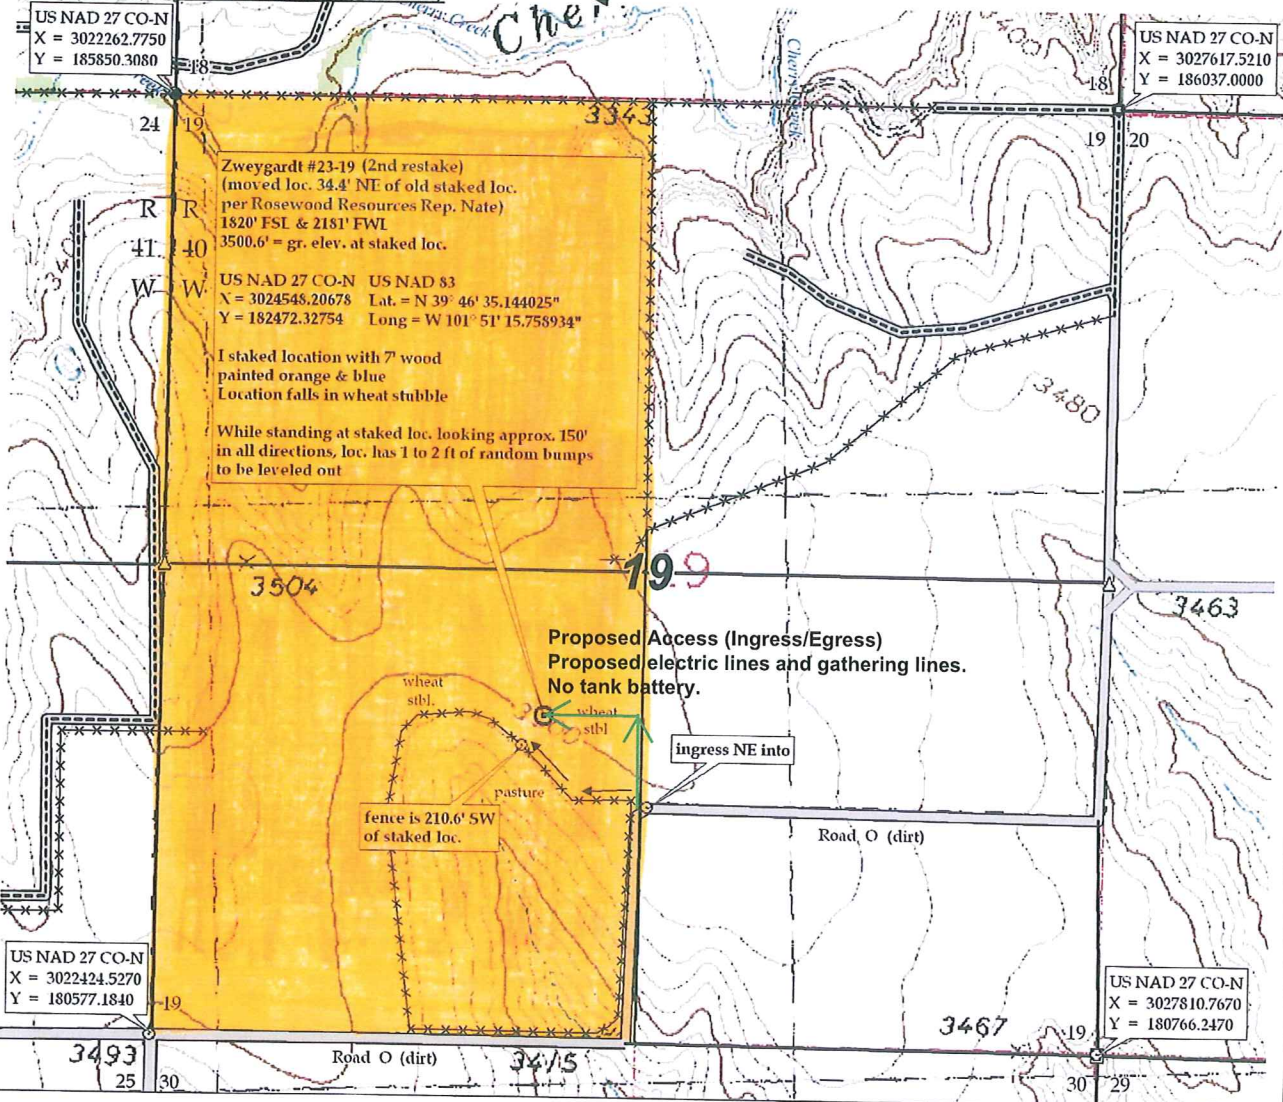 US NAD 27 CO-N
X = 3022262.7750
Y = 185850.3080
Cherry Creek
US NAD 27 CO-N
X = 3027617.5210
Y = 186037.0000
18
18
24
19
3343
19
20
Zweygardt #23-19 (2nd restake)
(moved loc. 34.4' NE of old staked loc.
per Rosewood Resources Rep. Nate)
1820' FSL & 2181' FWL
3500.6' = gr. elev. at staked loc.
US NAD 27 CO-N US NAD 83
X = 3024548.20678 Lat. = N 39° 46' 35.144025"
Y = 182472.32754 Long = W 101° 51' 15.758934"
I staked location with 7' wood
painted orange & blue
Location falls in wheat stubble
While standing at staked loc. looking approx. 150'
in all directions, loc. has 1 to 2 ft of random bumps
to be leveled out
R R
41 40
W W
3480
3504
19
3463
Proposed Access (Ingress/Egress)
Proposed electric lines and gathering lines.
No tank battery.
wheat
stbl.
wheat
stbl
ingress NE into
pasture
fence is 210.6' SW
of staked loc.
Road O (dirt)
US NAD 27 CO-N
X = 3022424.5270
Y = 180577.1840
19
US NAD 27 CO-N
X = 3027810.7670
Y = 180766.2470
3467
19
3493
Road O (dirt)
3415
25
30
30
29